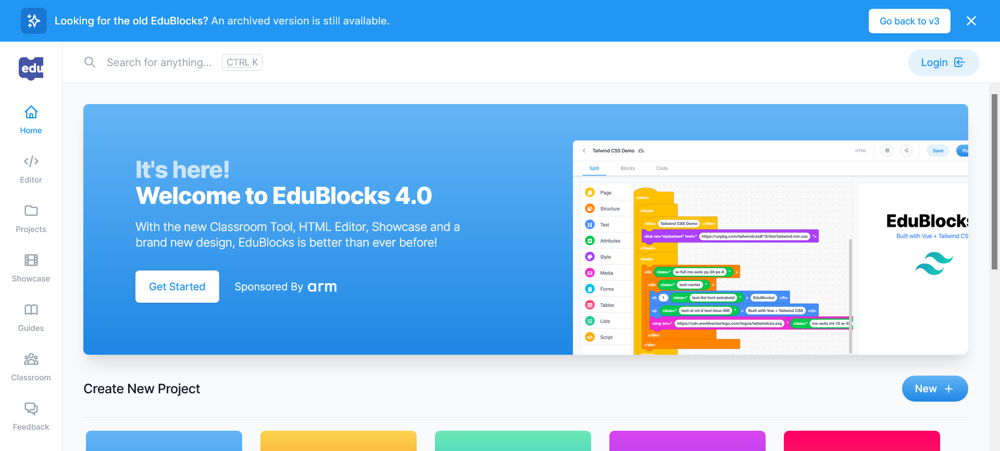 Looking for the old EduBlocks? An archived version is still available.
Go back to v3
edu
Search for anything...
CTRL K
Login
Home
Editor
Projects
Showcase
Guides
Classroom
Feedback
It's here!
Welcome to EduBlocks 4.0
With the new Classroom Tool, HTML Editor, Showcase and a
brand new design, EduBlocks is better than ever before!
Get Started
Sponsored By arm
Tailwind CSS Demo
HTML
Save
Split
Blocks
Code
Page
Structure
Text
Attributes
Style
Media
Forms
Tables
Lists
Script
<html>
<head>
<title> Tailwind CSS Demo </title>
<link rel="stylesheet" href=" https://unpkg.com/tailwindcss@^2/dist/tailwind.min.css ">
</head>
<body>
<div class=" w-full mx-auto py-24 px-8 " >
<div class=" text-center " >
<h 1 class=" text-6xl font-extrabold " > EduBlocks! </h>
<p class=" text-xl mt-2 text-blue-500 " > Built with Vue + Tailwind CSS </p>
<img src=" https://cdn.worldvectorlogo.com/logos/tailwindcss.svg " class=" mx-auto mt-10 w-32
</div>
</div>
</body>
EduBlocks
Built with Vue + Tailwind CS
Create New Project
New +